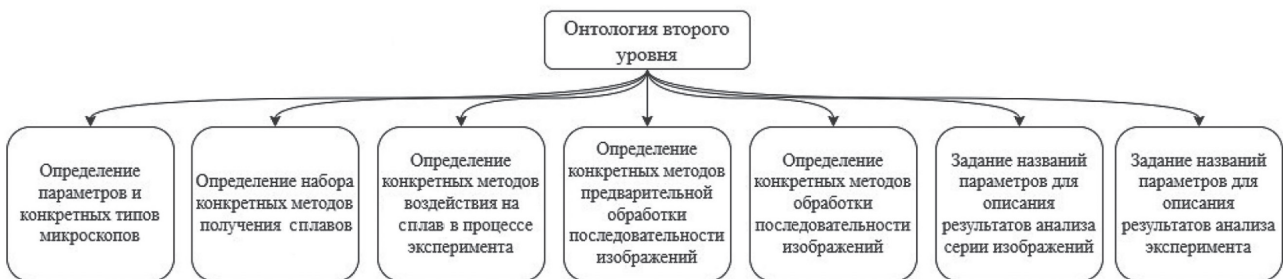 Онтология второго
уровня
Определение
параметров и
конкретных типов
микроскопов
Определение набора
конкретных методов
получения сплавов
Определение
конкретных методов
воздействия на
сплав в процессе
эксперимента
Определение
конкретных методов
предварительной
обработки
последовательности
изображений
Определение
конкретных методов
обработки
последовательности
изображений
Задание названий
параметров для
описания
результатов анализа
серии изображений
Задание названий
параметров для
описания
результатов анализа
эксперимента